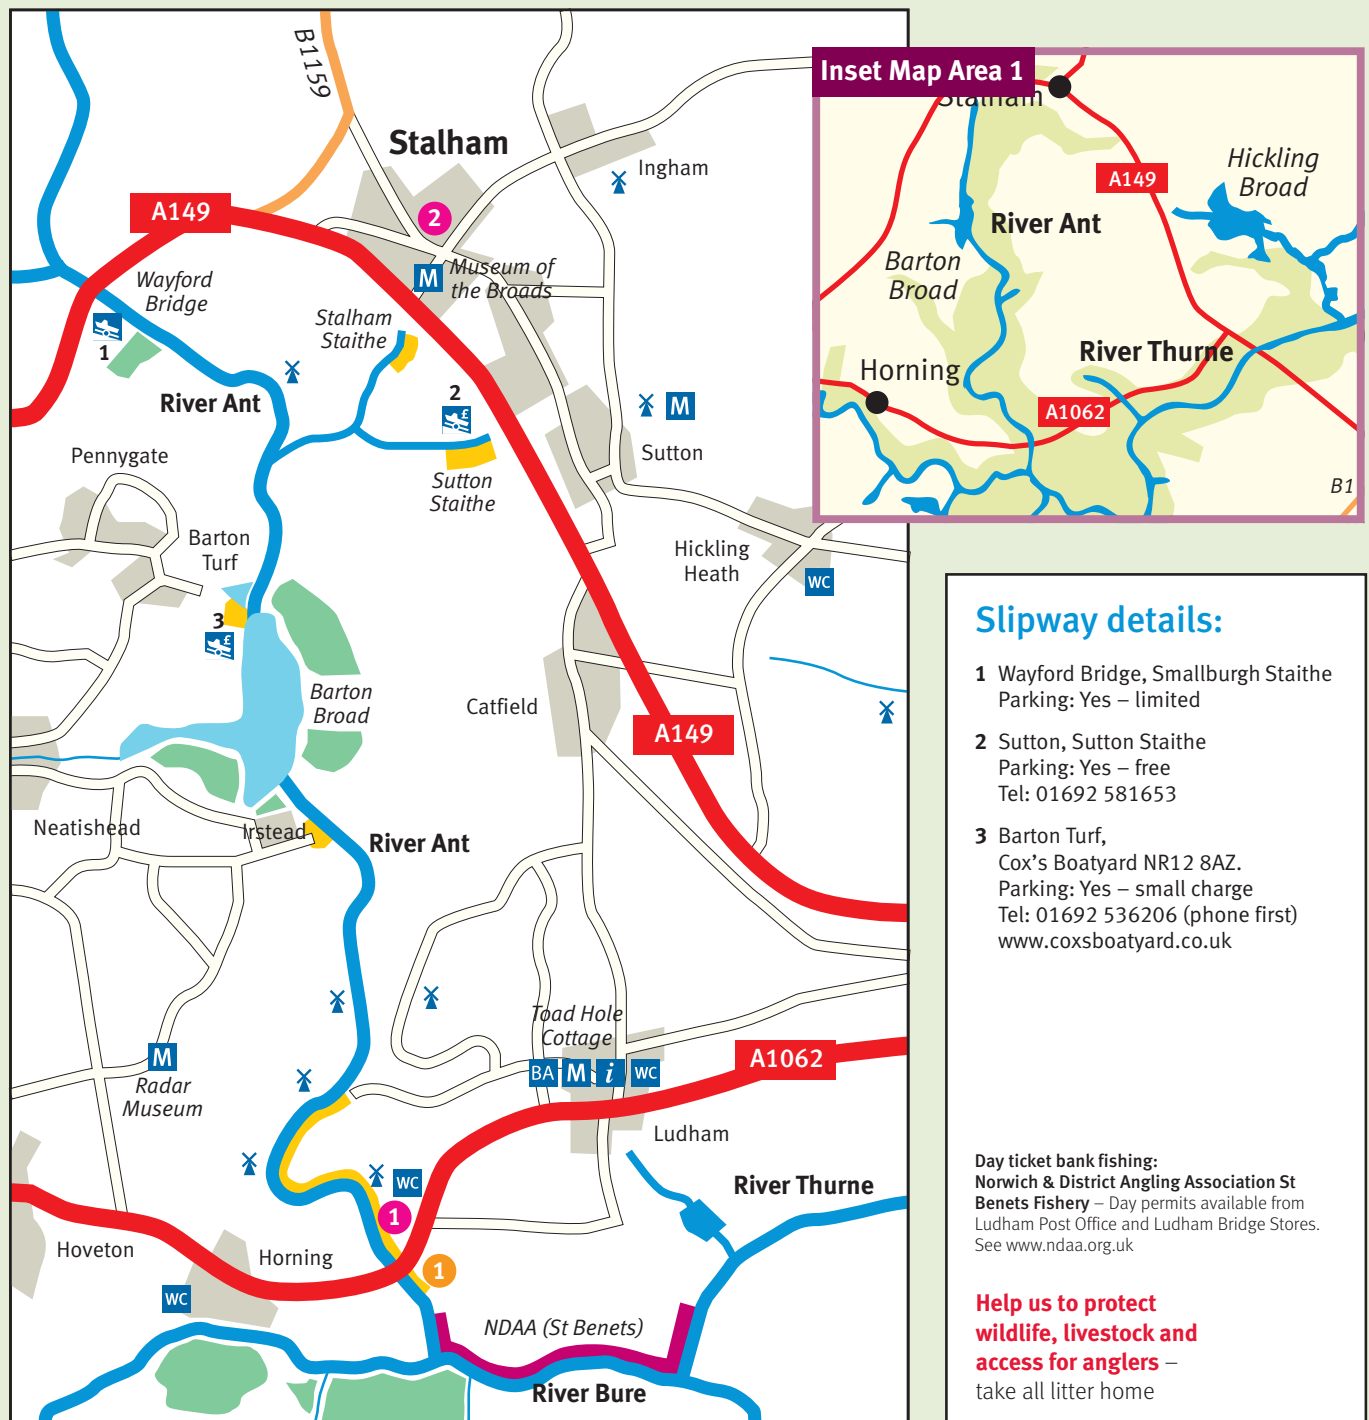 B1159
Stalham
2
Ingham
A149
Museum of
the Broads
M
Wayford
Bridge
1
Stalham
Staithe
2
£
River Ant
M
Sutton
Sutton
Staithe
Pennygate
Barton
Turf
3
£
Hickling
Heath
WC
Barton
Broad
Catfield
A149
Neatishead
Irstead
River Ant
Toad Hole
Cottage
BA M i WC
A1062
M
Radar
Museum
Ludham
WC
1
River Thurne
Hoveton
Horning
1
WC
NDAA (St Benets)
River Bure
Inset Map Area 1
Stalham
A149
Hickling
Broad
River Ant
Barton
Broad
River Thurne
Horning
A1062
B1
Slipway details:
1 Wayford Bridge, Smallburgh Staithe
Parking: Yes – limited
2 Sutton, Sutton Staithe
Parking: Yes – free
Tel: 01692 581653
3 Barton Turf,
Cox's Boatyard NR12 8AZ.
Parking: Yes – small charge
Tel: 01692 536206 (phone first)
www.coxsboatyard.co.uk
Day ticket bank fishing:
Norwich & District Angling Association St
Benets Fishery – Day permits available from
Ludham Post Office and Ludham Bridge Stores.
See www.ndaa.org.uk
Help us to protect
wildlife, livestock and
access for anglers –
take all litter home